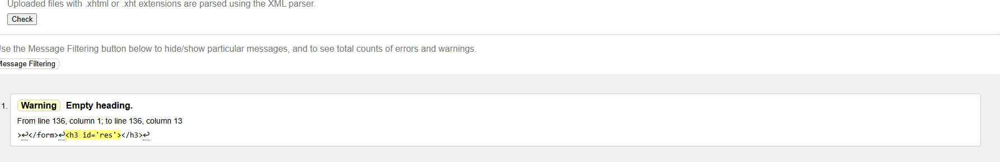 Uploaded files with .xhtml or .xht extensions are parsed using the XML parser.
Check
Use the Message Filtering button below to hide/show particular messages, and to see total counts of errors and warnings.
Message Filtering
1. Warning Empty heading.
From line 136, column 1; to line 136, column 13
>↩</form>↩<h3 id='res'></h3>↩